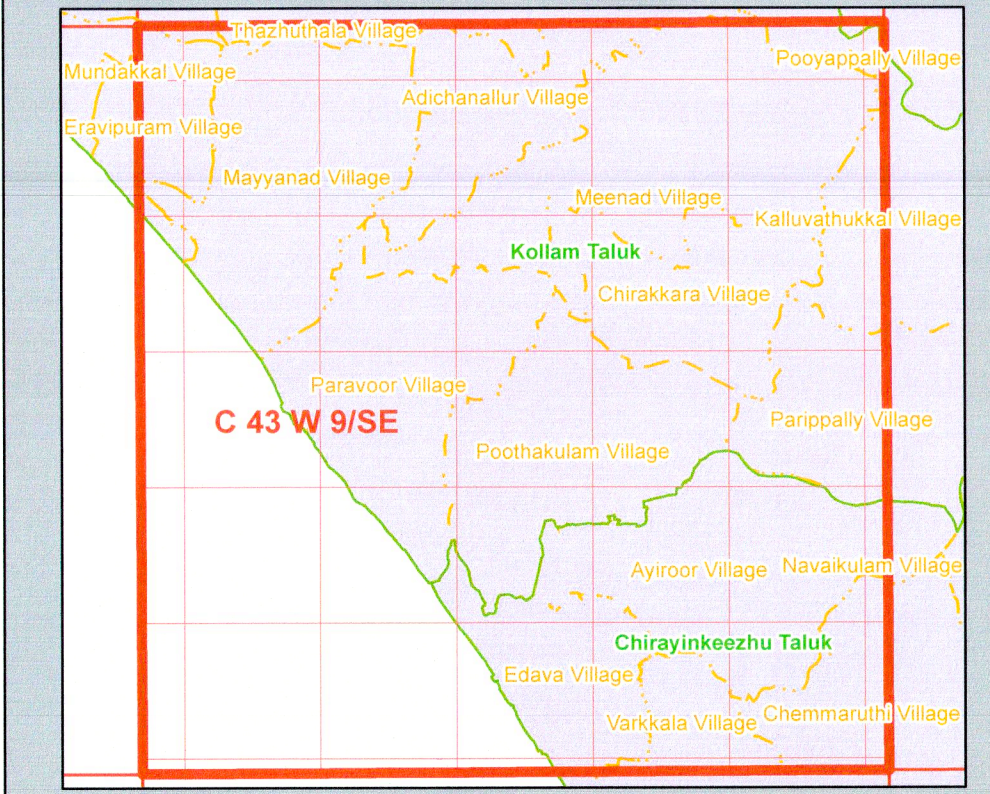 Thazhuthala Village
Mundakkal Village
Pooyappally Village
Adichanallur Village
Eravipuram Village
Mayyanad Village
Meenad Village
Kalluvathukkal Village
Kollam Taluk
Chirakkara Village
Paravoor Village
C 43 W 9/SE
Parippally Village
Poothakulam Village
Ayiroor Village
Navaikulam Village
Chirayinkeezhu Taluk
Edava Village
Varkkala Village
Chemmaruthi Village